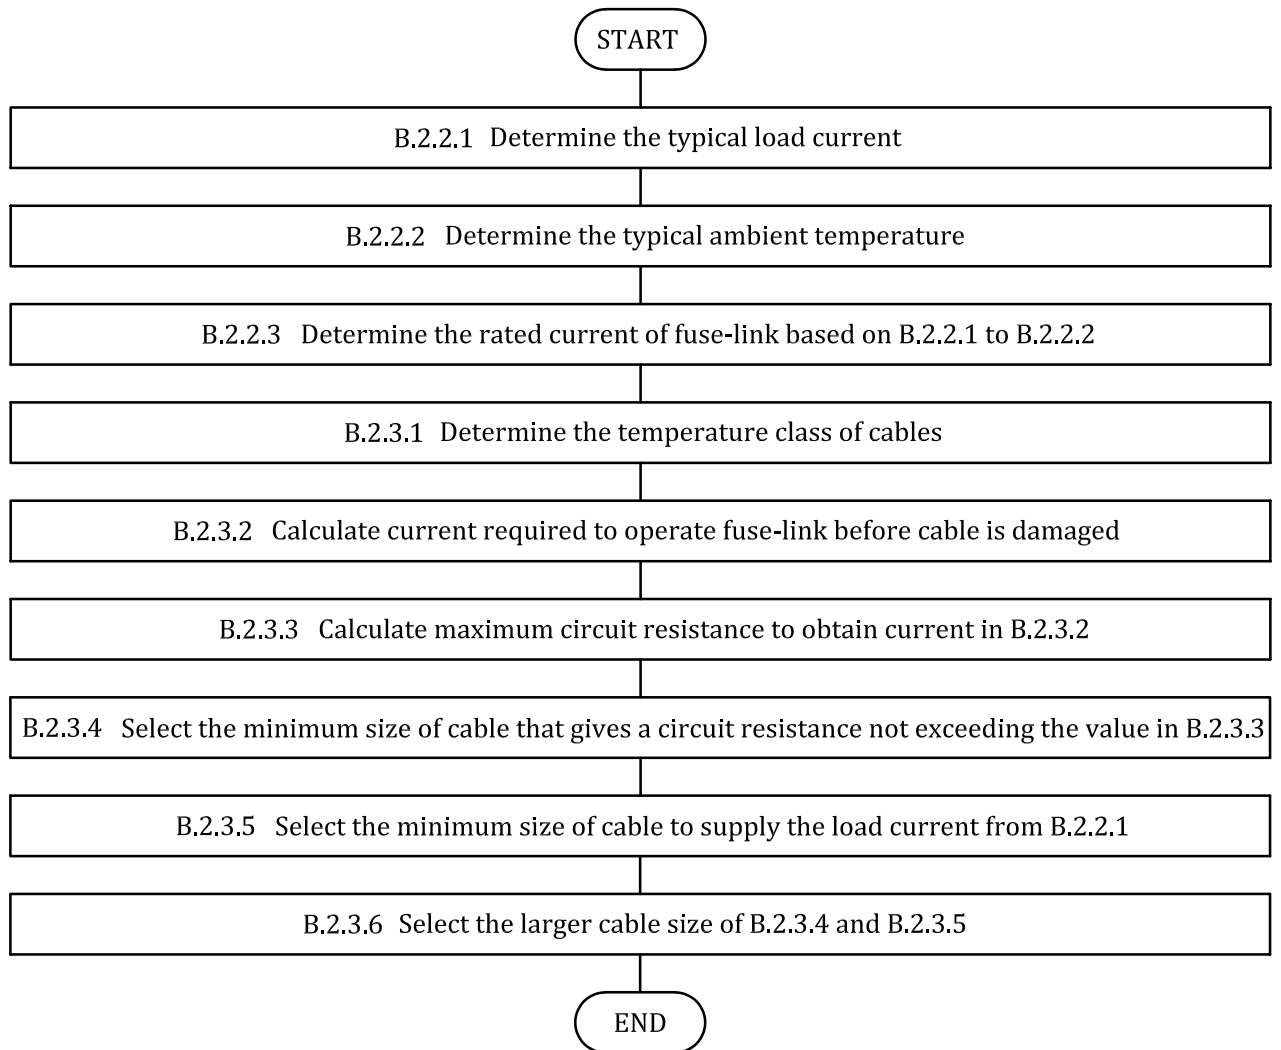 START
B.2.2.1 Determine the typical load current
B.2.2.2 Determine the typical ambient temperature
B.2.2.3 Determine the rated current of fuse-link based on B.2.2.1 to B.2.2.2
B.2.3.1 Determine the temperature class of cables
B.2.3.2 Calculate current required to operate fuse-link before cable is damaged
B.2.3.3 Calculate maximum circuit resistance to obtain current in B.2.3.2
B.2.3.4 Select the minimum size of cable that gives a circuit resistance not exceeding the value in B.2.3.3
B.2.3.5 Select the minimum size of cable to supply the load current from B.2.2.1
B.2.3.6 Select the larger cable size of B.2.3.4 and B.2.3.5
END